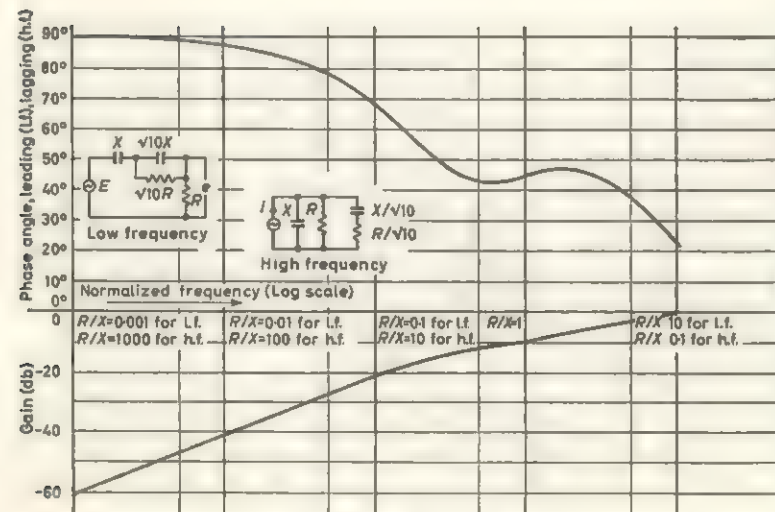 Phase angle, leading (l.f.), lagging (h.f.)
90°
80°
70°
60°
50°
40°
30°
20°
10°
0°
X √10X
E √10R R e
Low frequency
i X R X/√10
R/√10
High frequency
Normalized frequency (Log scale)
0 R/X=0·001 for l.f. R/X=0·01 for l.f. R/X=0·1 for l.f. R/X=1 R/X 10 for l.f.
R/X=1000 for h.f. R/X=100 for h.f. R/X=10 for h.f. R/X 0·1 for h.f.
Gain (db)
-20
-40
-60